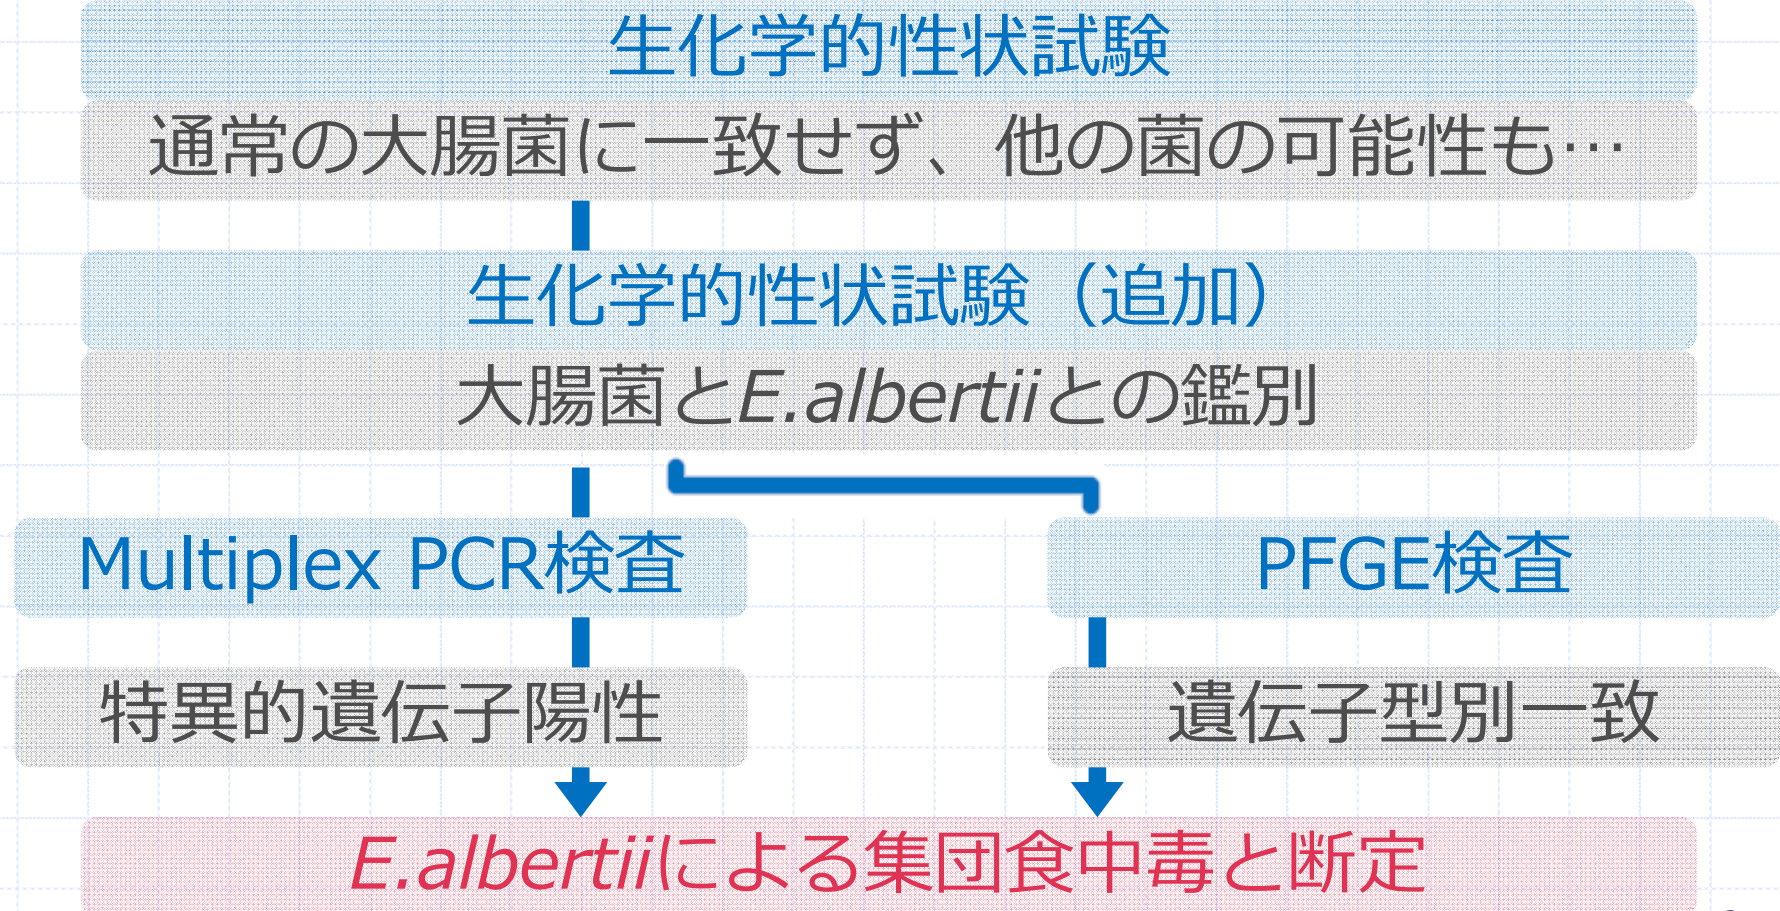 生化学的性状試験
通常の大腸菌に一致せず、他の菌の可能性も…
生化学的性状試験（追加）
大腸菌とE.albertiiとの鑑別
Multiplex PCR検査
PFGE検査
特異的遺伝子陽性
遺伝子型別一致
E.albertiiによる集団食中毒と断定